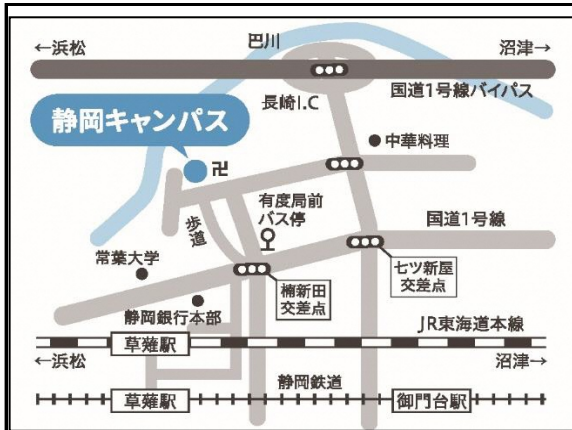 巴川
←浜松
沼津→
長崎I.C
国道1号線バイパス
静岡キャンパス
中華料理
卍
有度局前
バス停
歩道
国道1号線
常葉大学
七ツ新屋
交差点
楠新田
交差点
静岡銀行本部
JR東海道本線
草薙駅
←浜松
沼津→
静岡鉄道
草薙駅
御門台駅